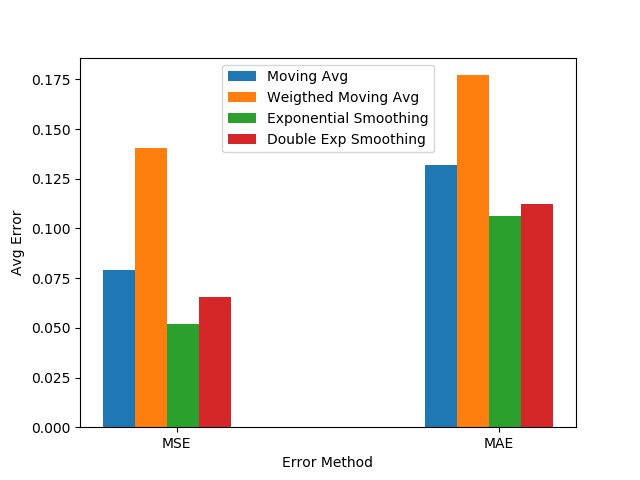 Moving Avg
Weigthed Moving Avg
Exponential Smoothing
Double Exp Smoothing
0.175
0.150
0.125
0.100
0.075
0.050
0.025
0.000
Avg Error
MSE
MAE
Error Method